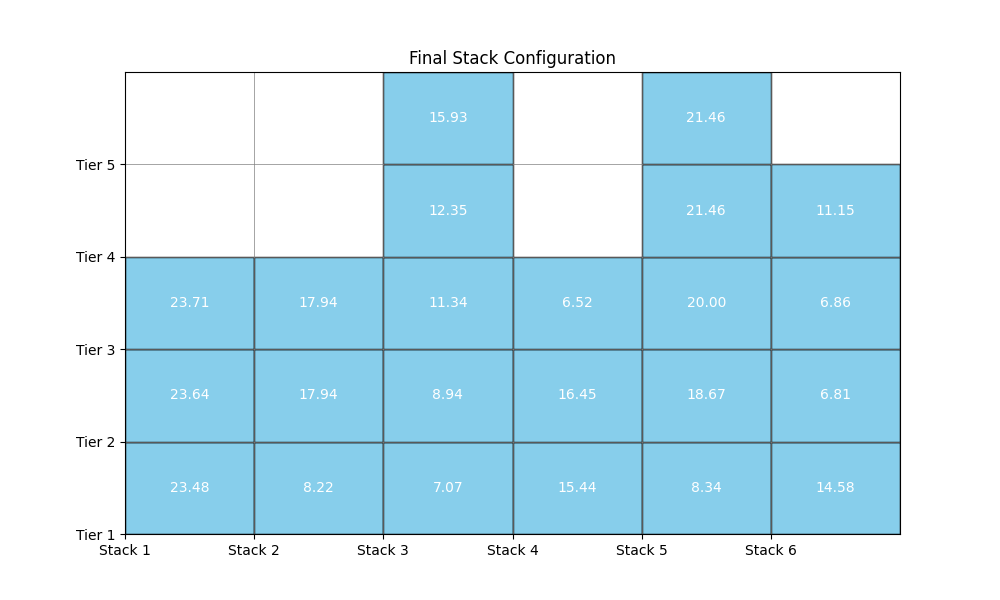 Final Stack Configuration
15.93 21.46
Tier 5
12.35 21.46 11.15
Tier 4
23.71 17.94 11.34 6.52 20.00 6.86
Tier 3
23.64 17.94 8.94 16.45 18.67 6.81
Tier 2
23.48 8.22 7.07 15.44 8.34 14.58
Tier 1
Stack 1 Stack 2 Stack 3 Stack 4 Stack 5 Stack 6